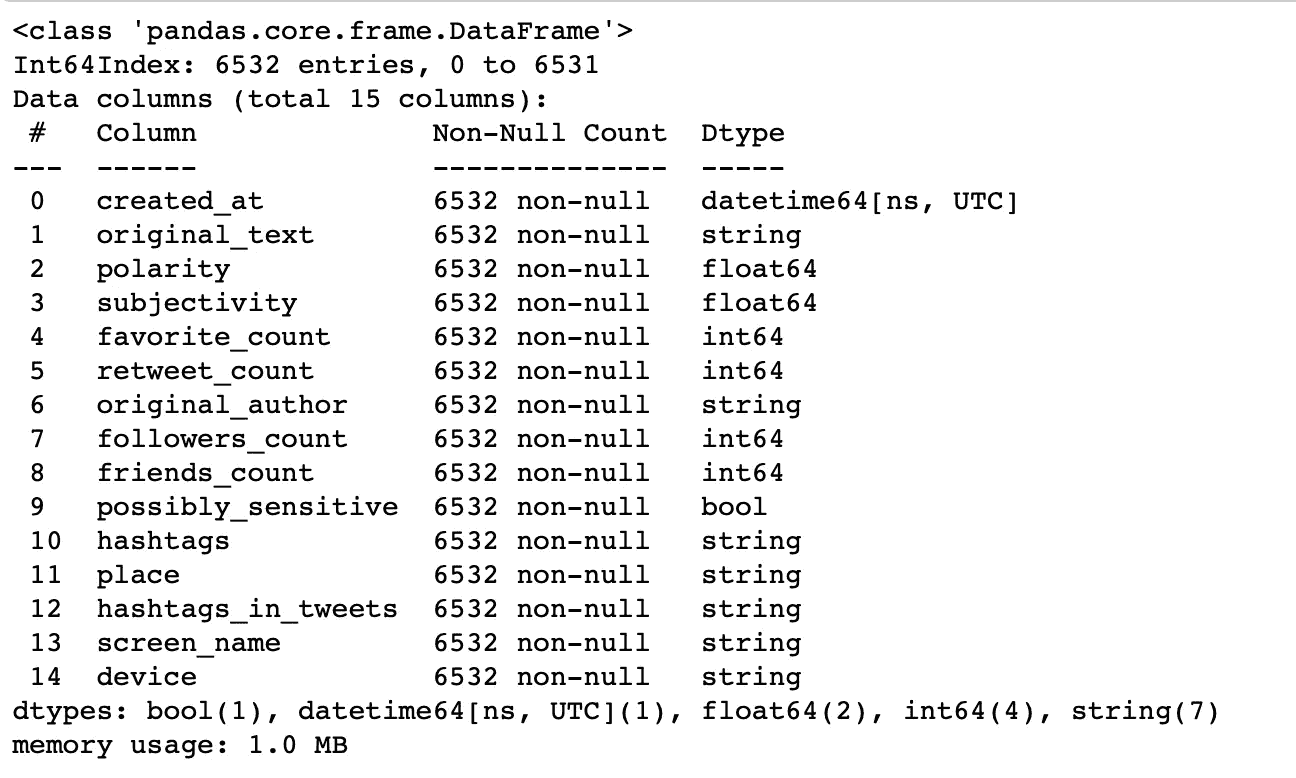 <class 'pandas.core.frame.DataFrame'>
Int64Index: 6532 entries, 0 to 6531
Data columns (total 15 columns):
 #   Column              Non-Null Count  Dtype
---  ------              --------------  -----
 0   created_at          6532 non-null   datetime64[ns, UTC]
 1   original_text       6532 non-null   string
 2   polarity            6532 non-null   float64
 3   subjectivity        6532 non-null   float64
 4   favorite_count      6532 non-null   int64
 5   retweet_count       6532 non-null   int64
 6   original_author     6532 non-null   string
 7   followers_count     6532 non-null   int64
 8   friends_count       6532 non-null   int64
 9   possibly_sensitive  6532 non-null   bool
 10  hashtags            6532 non-null   string
 11  place               6532 non-null   string
 12  hashtags_in_tweets  6532 non-null   string
 13  screen_name         6532 non-null   string
 14  device              6532 non-null   string
dtypes: bool(1), datetime64[ns, UTC](1), float64(2), int64(4), string(7)
memory usage: 1.0 MB